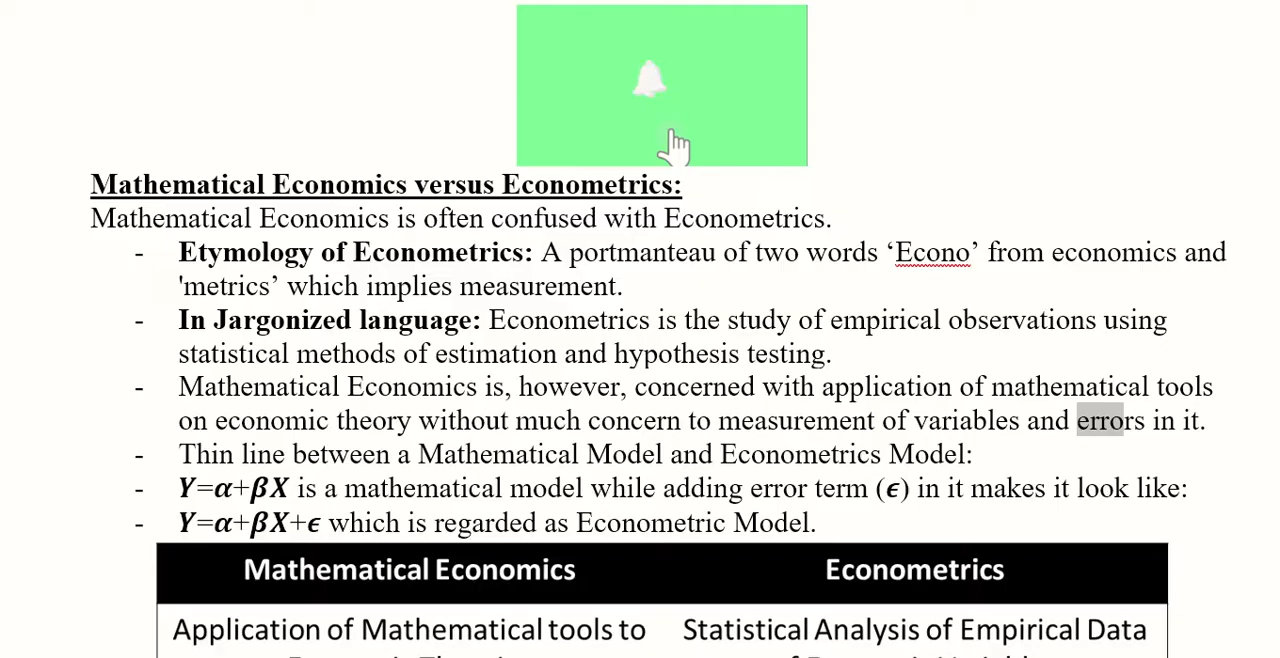 Mathematical Economics versus Econometrics:
Mathematical Economics is often confused with Econometrics.
- Etymology of Econometrics: A portmanteau of two words ‘Econo’ from economics and
'metrics’ which implies measurement.
- In Jargonized language: Econometrics is the study of empirical observations using
statistical methods of estimation and hypothesis testing.
- Mathematical Economics is, however, concerned with application of mathematical tools
on economic theory without much concern to measurement of variables and errors in it.
- Thin line between a Mathematical Model and Econometrics Model:
- Y=α+βX is a mathematical model while adding error term (ϵ) in it makes it look like:
- Y=α+βX+ϵ which is regarded as Econometric Model.
Mathematical Economics Econometrics
Application of Mathematical tools to Statistical Analysis of Empirical Data